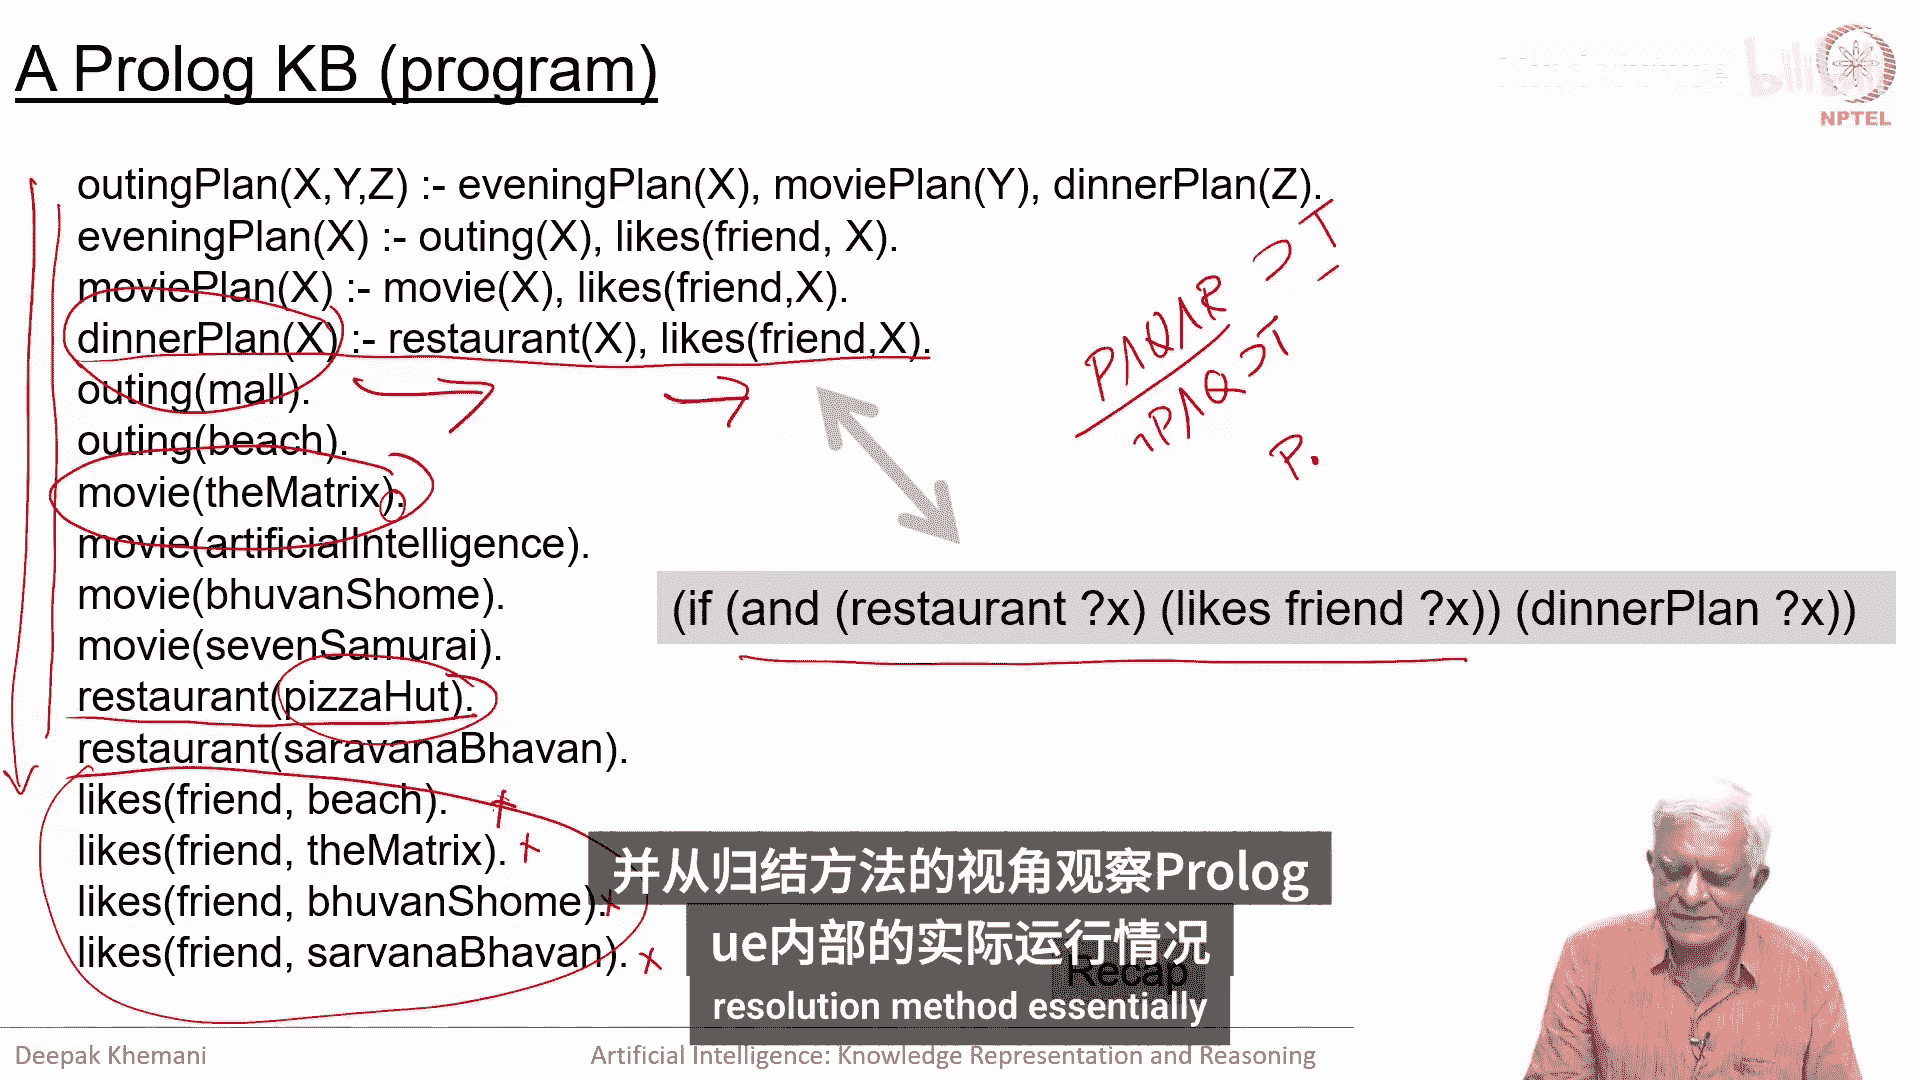 A Prolog KB (program)
NPTEL
outingPlan(X,Y,Z) :- eveningPlan(X), moviePlan(Y), dinnerPlan(Z).
eveningPlan(X) :- outing(X), likes(friend, X).
moviePlan(X) :- movie(X), likes(friend,X).
dinnerPlan(X) :- restaurant(X), likes(friend,X).
outing(mall).
outing(beach).
movie(theMatrix).
movie(artificialIntelligence).
movie(bhuvanShome).
movie(sevenSamurai).
restaurant(pizzaHut).
restaurant(saravanaBhavan).
likes(friend, beach).
likes(friend, theMatrix).
likes(friend, bhuvanShome).
likes(friend, sarvanaBhavan).
P∧Q∧R ⊃ T
¬P∧Q ⊃ T
P.
(if (and (restaurant ?x) (likes friend ?x)) (dinnerPlan ?x))
并从归结方法的视角观察Prolog
ue内部的实际运行情况
Recap
resolution method essentially
Deepak Khemani
Artificial Intelligence: Knowledge Representation and Reasoning